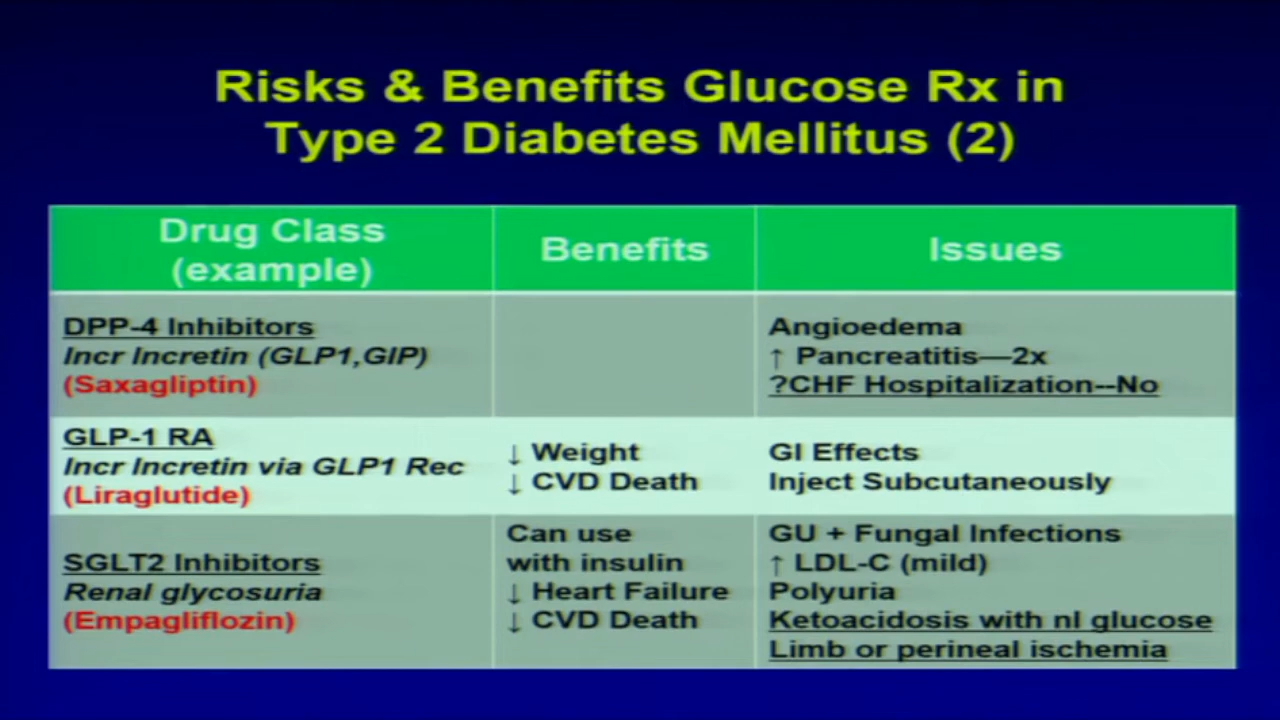 Risks & Benefits Glucose Rx in
Type 2 Diabetes Mellitus (2)
Drug Class
(example)
Benefits
Issues
DPP-4 Inhibitors
Incr Incretin (GLP1,GIP)
(Saxagliptin)
Angioedema
↑ Pancreatitis—2x
?CHF Hospitalization--No
GLP-1 RA
Incr Incretin via GLP1 Rec
(Liraglutide)
↓ Weight
↓ CVD Death
GI Effects
Inject Subcutaneously
SGLT2 Inhibitors
Renal glycosuria
(Empagliflozin)
Can use
with insulin
↓ Heart Failure
↓ CVD Death
GU + Fungal Infections
↑ LDL-C (mild)
Polyuria
Ketoacidosis with nl glucose
Limb or perineal ischemia